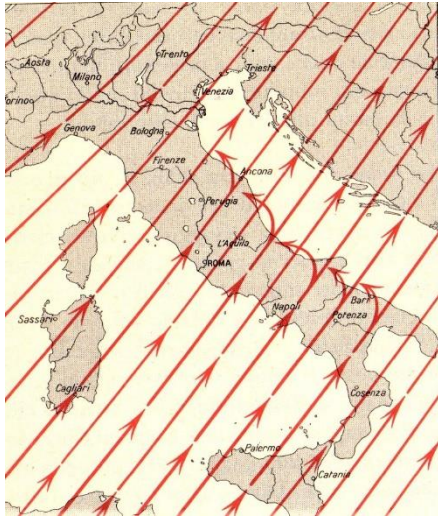 Trento
Aosta
Milano
Trieste
Venezia
Torino
Genova
Bologna
Firenze
Ancona
Perugia
L'Aquila
ROMA
Bari
Napoli
Potenza
Sassari
Cagliari
Cosenza
Palermo
Catania